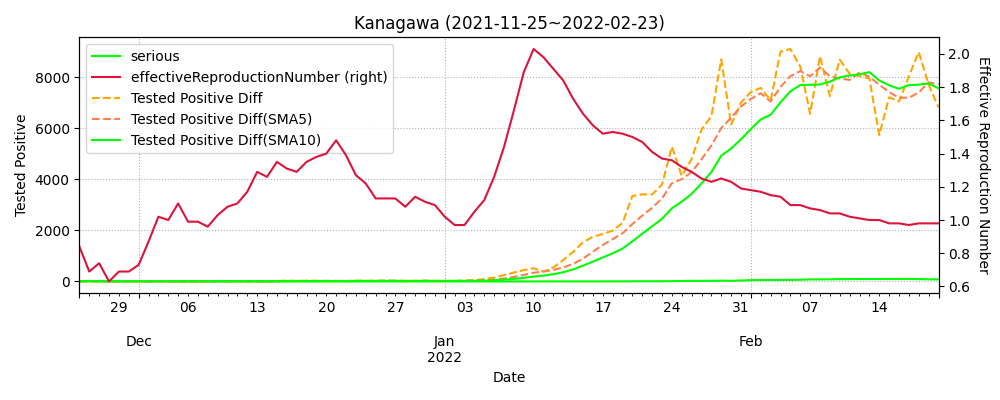 Kanagawa (2021-11-25~2022-02-23)
serious
effectiveReproductionNumber (right)
Tested Positive Diff
Tested Positive Diff(SMA5)
Tested Positive Diff(SMA10)
Tested Positive
8000
6000
4000
2000
0
Effective Reproduction Number
2.0
1.8
1.6
1.4
1.2
1.0
0.8
0.6
29 06 13 20 27 03 10 17 24 31 07 14
Dec Jan Feb
2022
Date